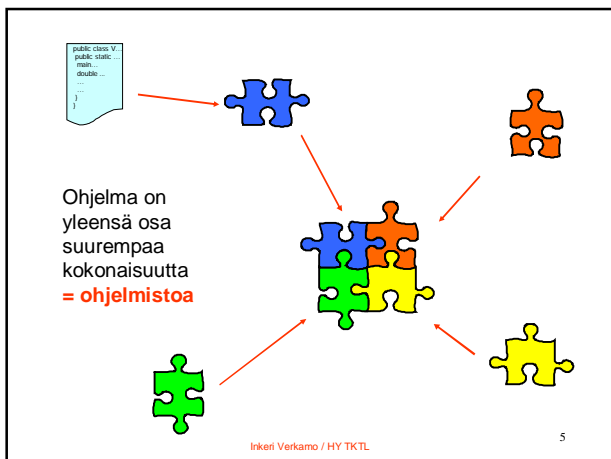 public class V...
public static ...
main...
double ...
...
...
}
}
Ohjelma on
yleensä osa
suurempaa
kokonaisuutta
= ohjelmistoa
Inkeri Verkamo / HY TKTL
5